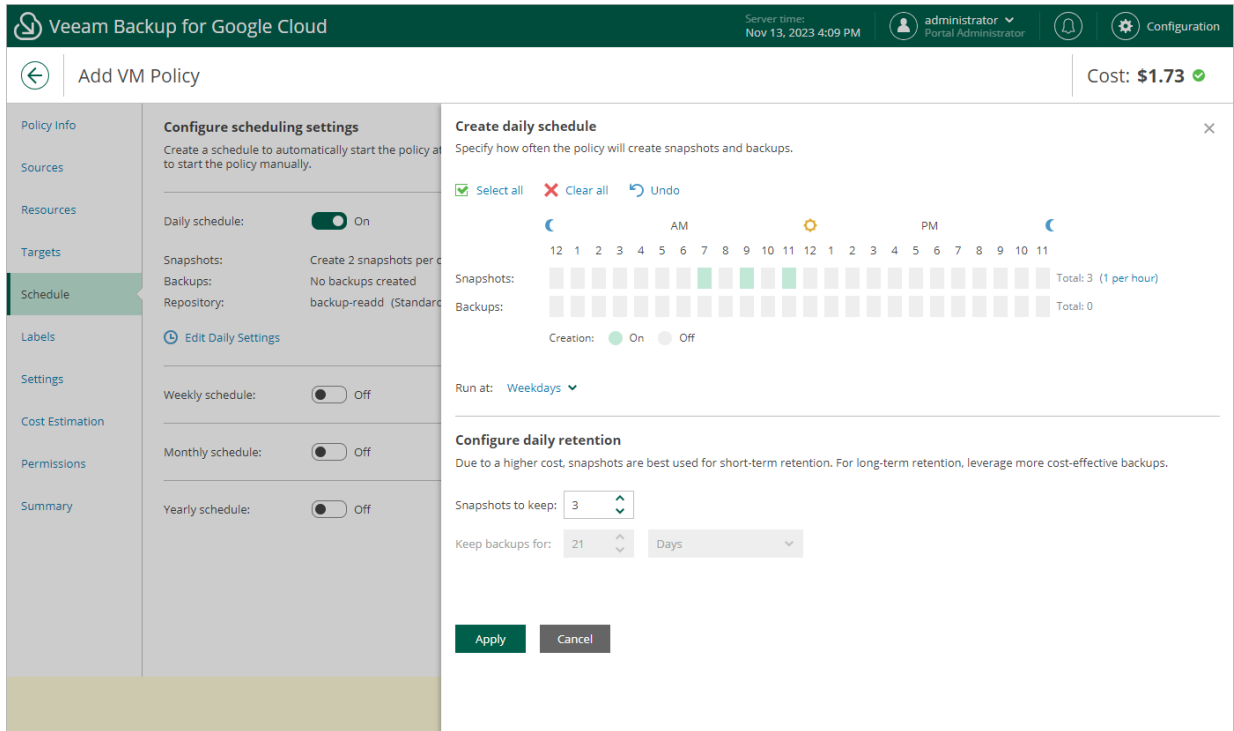 Veeam Backup for Google Cloud
Server time:
Nov 13, 2023 4:09 PM
administrator
Portal Administrator
Configuration
Add VM Policy
Cost: $1.73
Policy Info
Sources
Resources
Targets
Schedule
Labels
Settings
Cost Estimation
Permissions
Summary
Configure scheduling settings
Create a schedule to automatically start the policy at
to start the policy manually.
Daily schedule: On
Snapshots: Create 2 snapshots per
Backups: No backups created
Repository: backup-readd (Standard
Edit Daily Settings
Weekly schedule: Off
Monthly schedule: Off
Yearly schedule: Off
Create daily schedule
Specify how often the policy will create snapshots and backups.
Select all Clear all Undo
AM PM
12 1 2 3 4 5 6 7 8 9 10 11 12 1 2 3 4 5 6 7 8 9 10 11
Snapshots: Total: 3 (1 per hour)
Backups: Total: 0
Creation: On Off
Run at: Weekdays
Configure daily retention
Due to a higher cost, snapshots are best used for short-term retention. For long-term retention, leverage more cost-effective backups.
Snapshots to keep: 3
Keep backups for: 21 Days
Apply Cancel